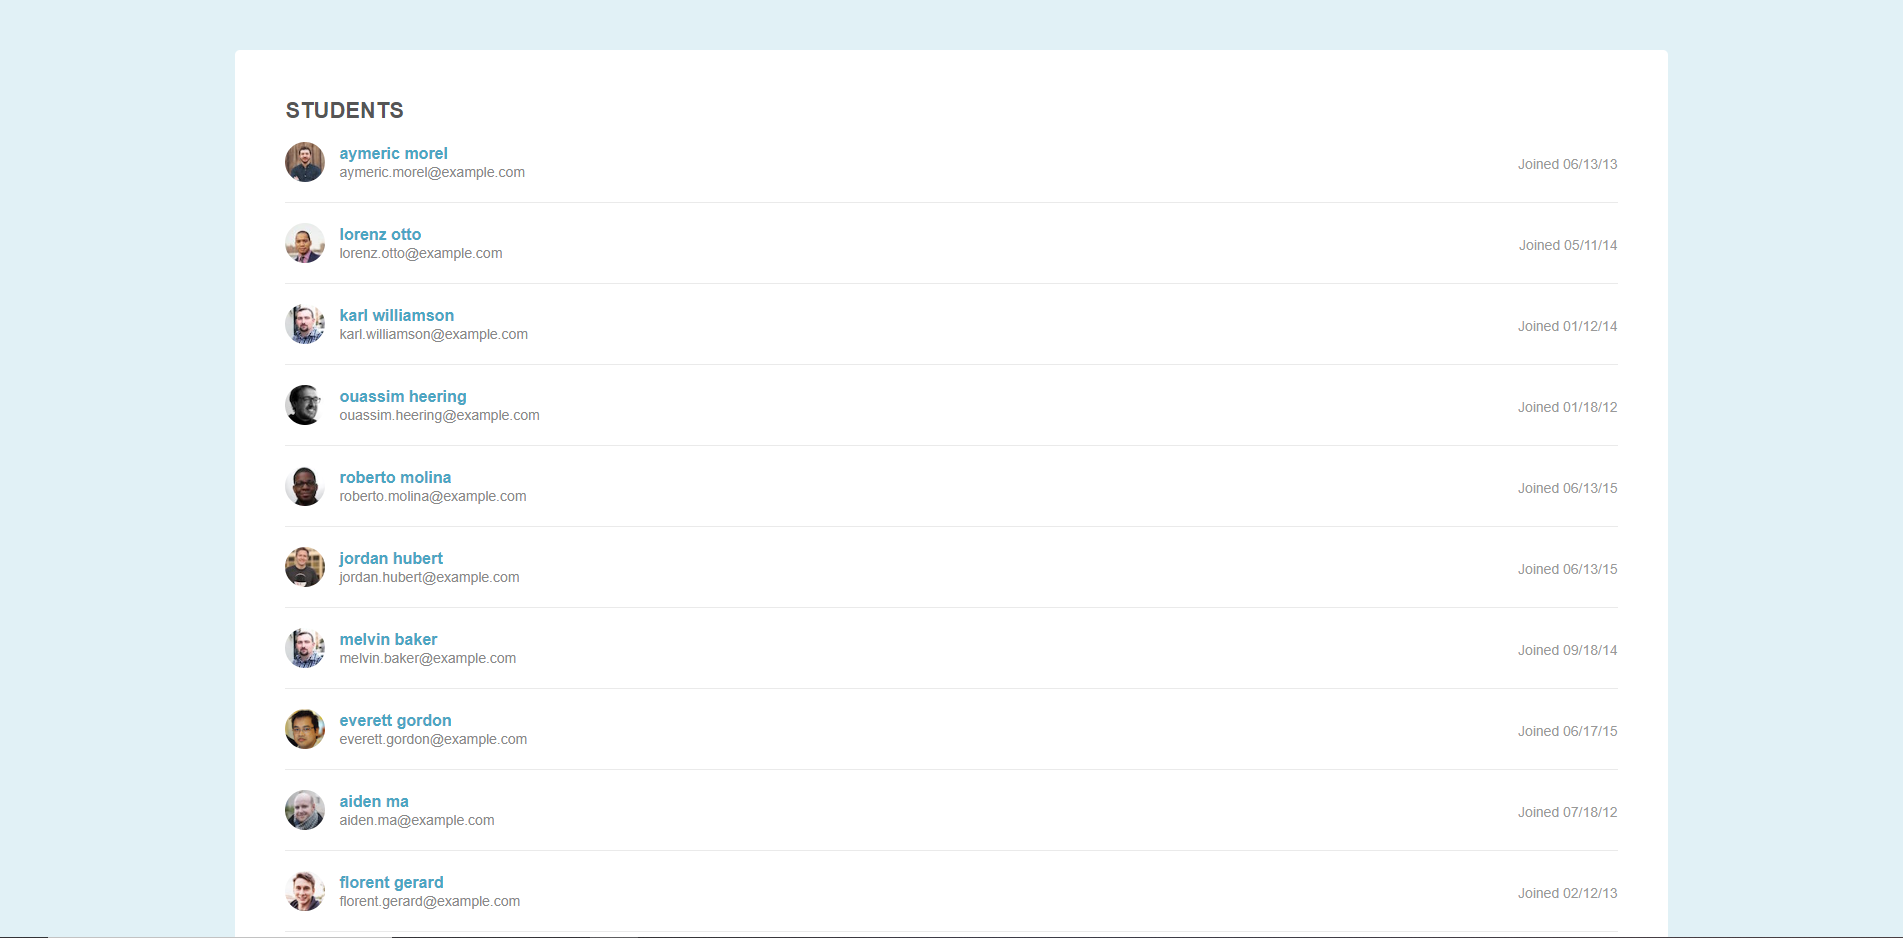 STUDENTS
aymeric morel
aymeric.morel@example.com
Joined 06/13/13
lorenz otto
lorenz.otto@example.com
Joined 05/11/14
karl williamson
karl.williamson@example.com
Joined 01/12/14
ouassim heering
ouassim.heering@example.com
Joined 01/18/12
roberto molina
roberto.molina@example.com
Joined 06/13/15
jordan hubert
jordan.hubert@example.com
Joined 06/13/15
melvin baker
melvin.baker@example.com
Joined 09/18/14
everett gordon
everett.gordon@example.com
Joined 06/17/15
aiden ma
aiden.ma@example.com
Joined 07/18/12
florent gerard
florent.gerard@example.com
Joined 02/12/13